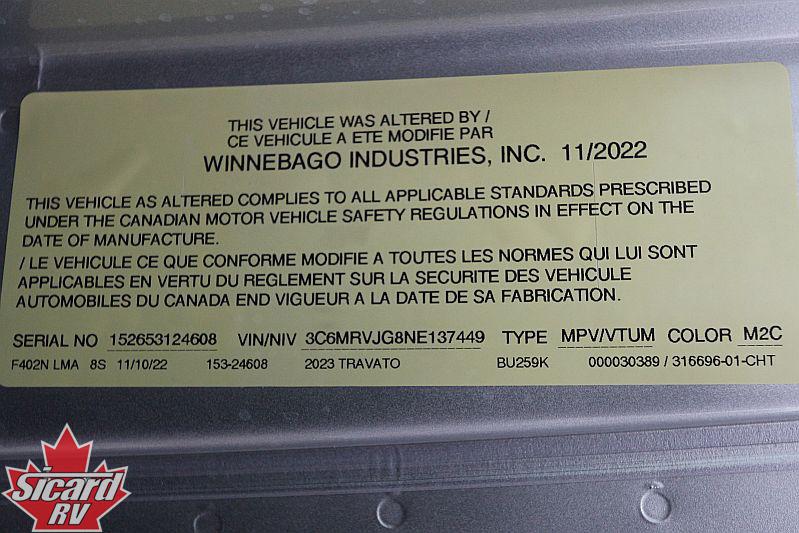 THIS VEHICLE WAS ALTERED BY /
CE VEHICULE A ETE MODIFIE PAR
WINNEBAGO INDUSTRIES, INC. 11/2022
THIS VEHICLE AS ALTERED COMPLIES TO ALL APPLICABLE STANDARDS PRESCRIBED
UNDER THE CANADIAN MOTOR VEHICLE SAFETY REGULATIONS IN EFFECT ON THE
DATE OF MANUFACTURE.
/ LE VEHICULE CE QUE CONFORME MODIFIE A TOUTES LES NORMES QUI LUI SONT
APPLICABLES EN VERTU DU REGLEMENT SUR LA SECURITE DES VEHICULE
AUTOMOBILES DU CANADA END VIGUEUR A LA DATE DE SA FABRICATION.
SERIAL NO 152653124608 VIN/NIV 3C6MRVJG8NE137449 TYPE MPV/VTUM COLOR M2C
F402N LMA 8S 11/10/22 153-24608 2023 TRAVATO BU259K 000030389 / 316696-01-CHT
Sicard
RV